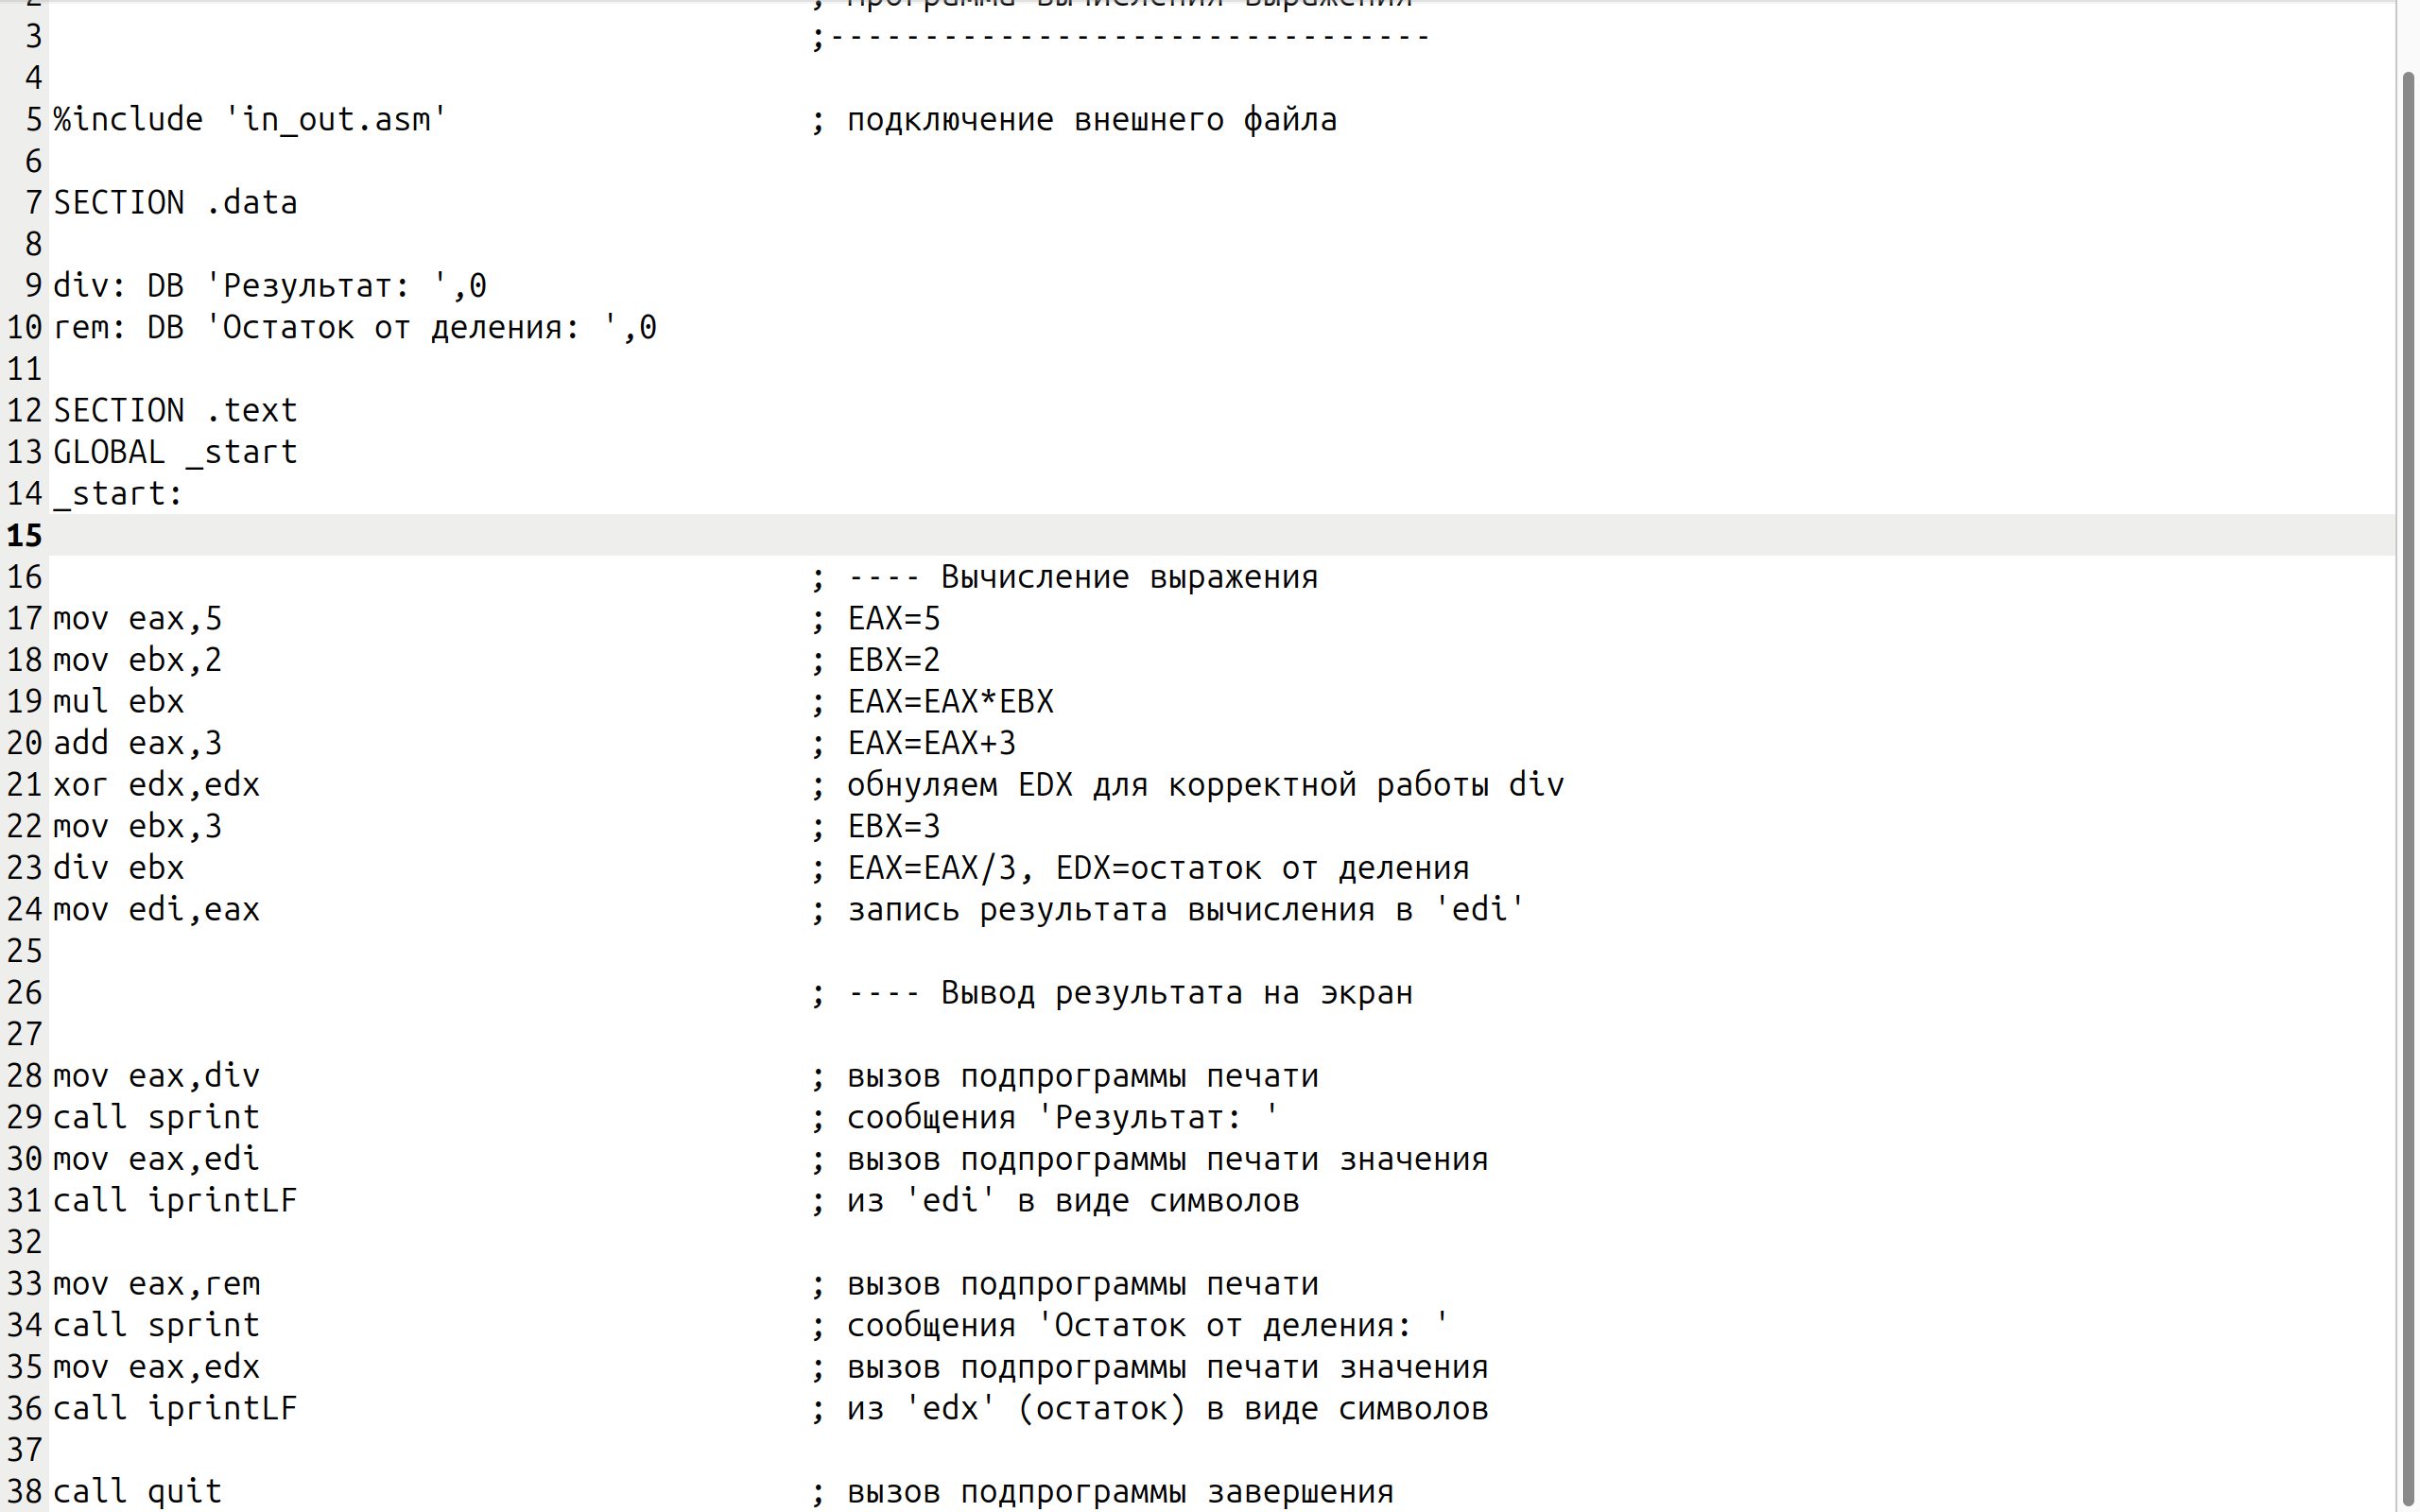 2 ; Программа вычисления выражения
3 ;--------------------------------
4
5 %include 'in_out.asm' ; подключение внешнего файла
6
7 SECTION .data
8
9 div: DB 'Результат: ',0
10 rem: DB 'Остаток от деления: ',0
11
12 SECTION .text
13 GLOBAL _start
14 _start:
15
16 ; ---- Вычисление выражения
17 mov eax,5 ; EAX=5
18 mov ebx,2 ; EBX=2
19 mul ebx ; EAX=EAX*EBX
20 add eax,3 ; EAX=EAX+3
21 xor edx,edx ; обнуляем EDX для корректной работы div
22 mov ebx,3 ; EBX=3
23 div ebx ; EAX=EAX/3, EDX=остаток от деления
24 mov edi,eax ; запись результата вычисления в 'edi'
25
26 ; ---- Вывод результата на экран
27
28 mov eax,div ; вызов подпрограммы печати
29 call sprint ; сообщения 'Результат: '
30 mov eax,edi ; вызов подпрограммы печати значения
31 call iprintLF ; из 'edi' в виде символов
32
33 mov eax,rem ; вызов подпрограммы печати
34 call sprint ; сообщения 'Остаток от деления: '
35 mov eax,edx ; вызов подпрограммы печати значения
36 call iprintLF ; из 'edx' (остаток) в виде символов
37
38 call quit ; вызов подпрограммы завершения